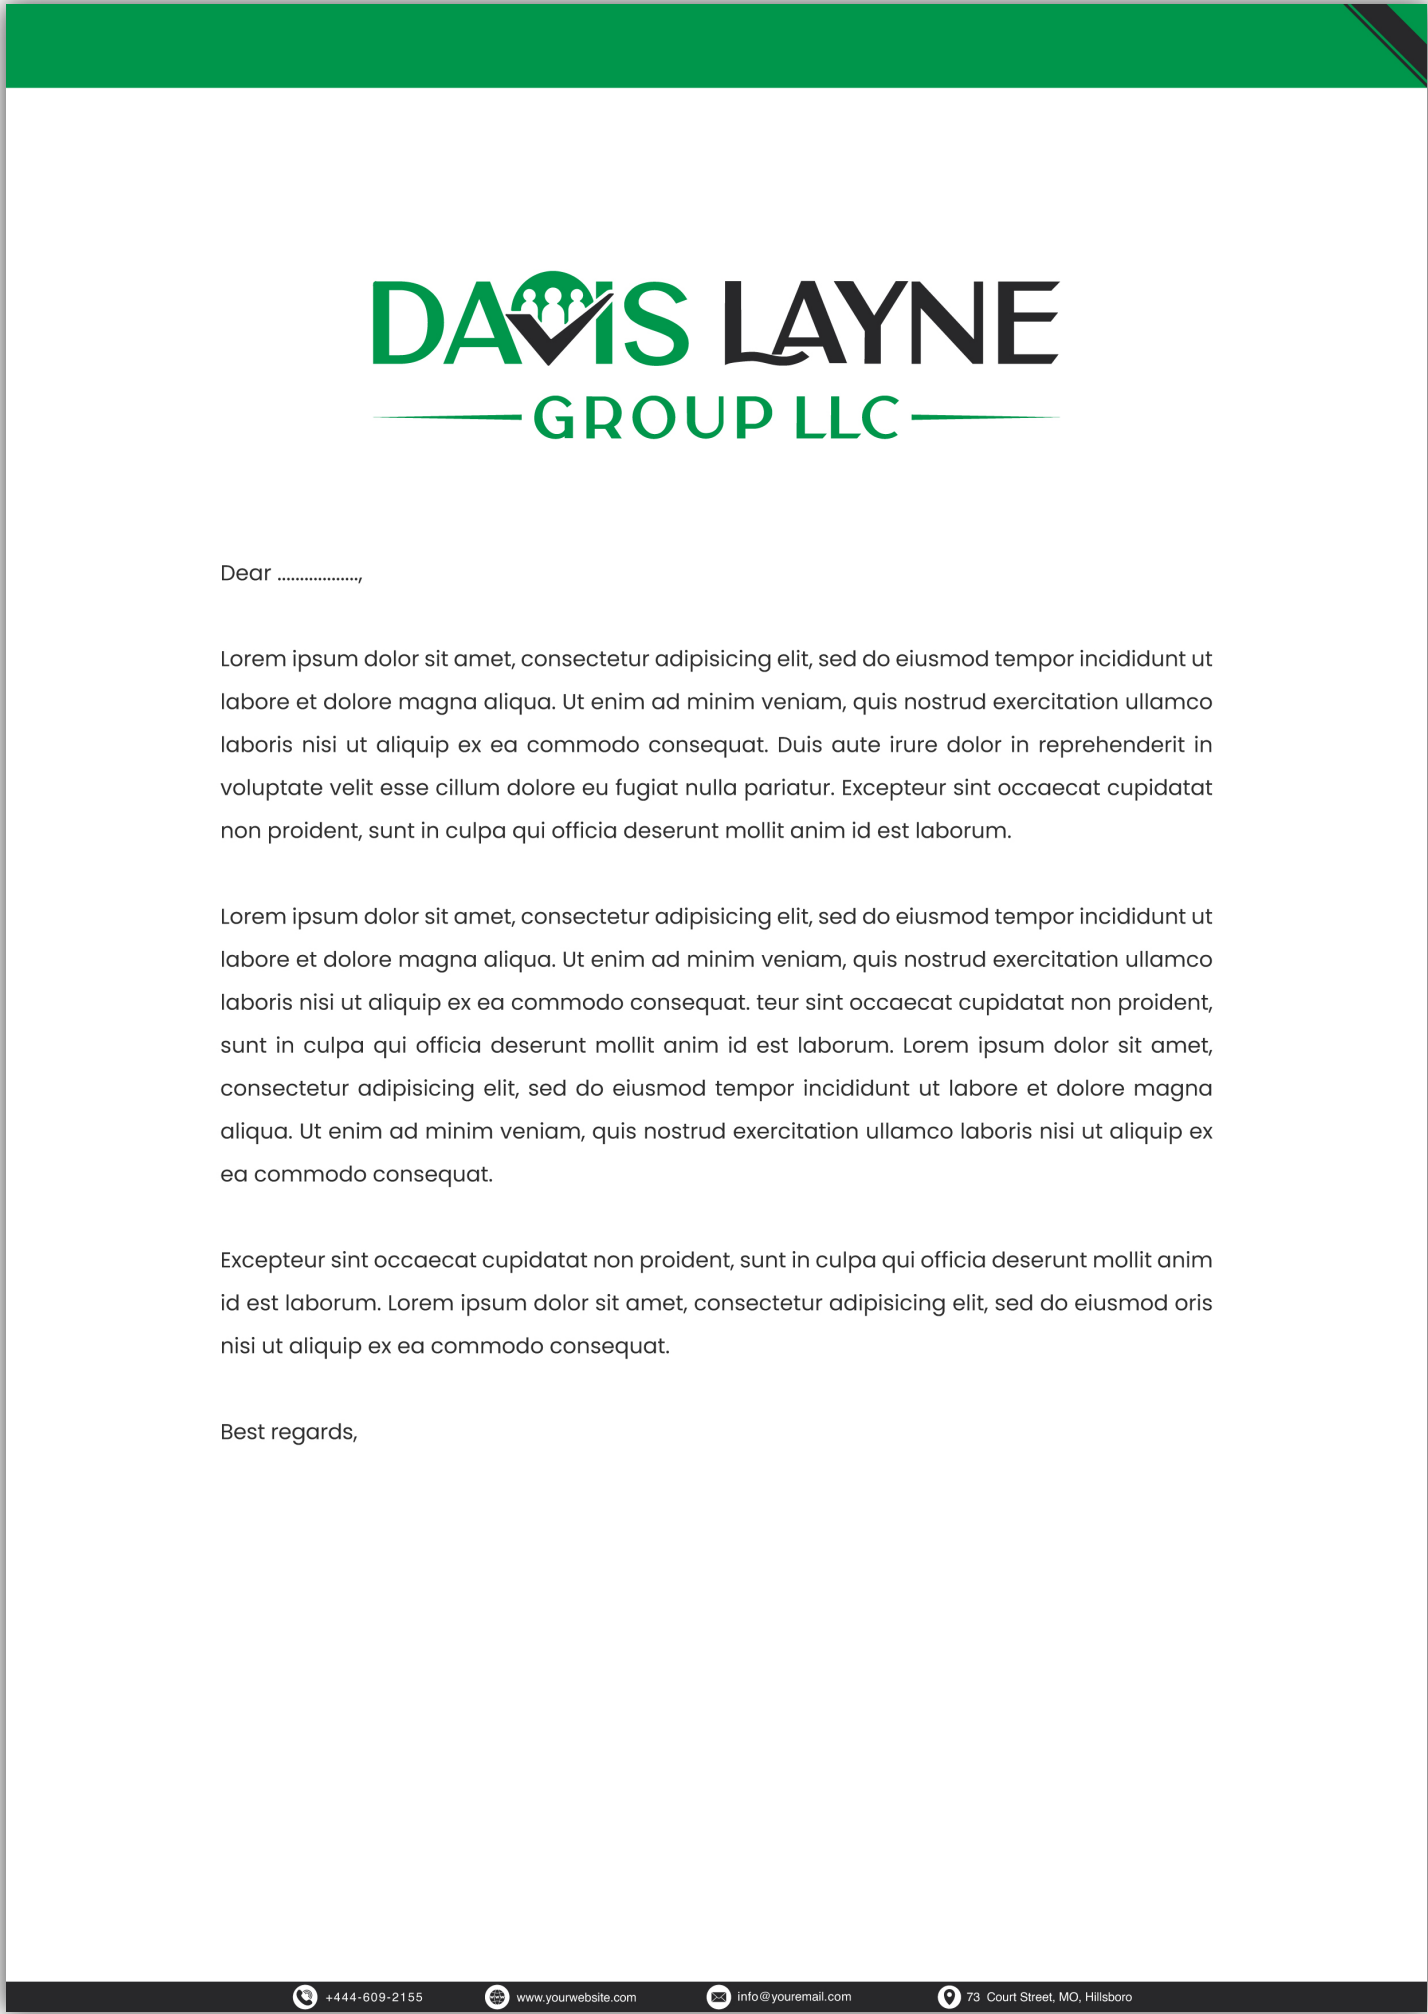 DAVIS LAYNE
GROUP LLC
Dear ..................,
Lorem ipsum dolor sit amet, consectetur adipisicing elit, sed do eiusmod tempor incididunt ut
labore et dolore magna aliqua. Ut enim ad minim veniam, quis nostrud exercitation ullamco
laboris nisi ut aliquip ex ea commodo consequat. Duis aute irure dolor in reprehenderit in
voluptate velit esse cillum dolore eu fugiat nulla pariatur. Excepteur sint occaecat cupidatat
non proident, sunt in culpa qui officia deserunt mollit anim id est laborum.
Lorem ipsum dolor sit amet, consectetur adipisicing elit, sed do eiusmod tempor incididunt ut
labore et dolore magna aliqua. Ut enim ad minim veniam, quis nostrud exercitation ullamco
laboris nisi ut aliquip ex ea commodo consequat. teur sint occaecat cupidatat non proident,
sunt in culpa qui officia deserunt mollit anim id est laborum. Lorem ipsum dolor sit amet,
consectetur adipisicing elit, sed do eiusmod tempor incididunt ut labore et dolore magna
aliqua. Ut enim ad minim veniam, quis nostrud exercitation ullamco laboris nisi ut aliquip ex
ea commodo consequat.
Excepteur sint occaecat cupidatat non proident, sunt in culpa qui officia deserunt mollit anim
id est laborum. Lorem ipsum dolor sit amet, consectetur adipisicing elit, sed do eiusmod oris
nisi ut aliquip ex ea commodo consequat.
Best regards,
+444-609-2155 www.yourwebsite.com info@youremail.com 73 Court Street, MO, Hillsboro